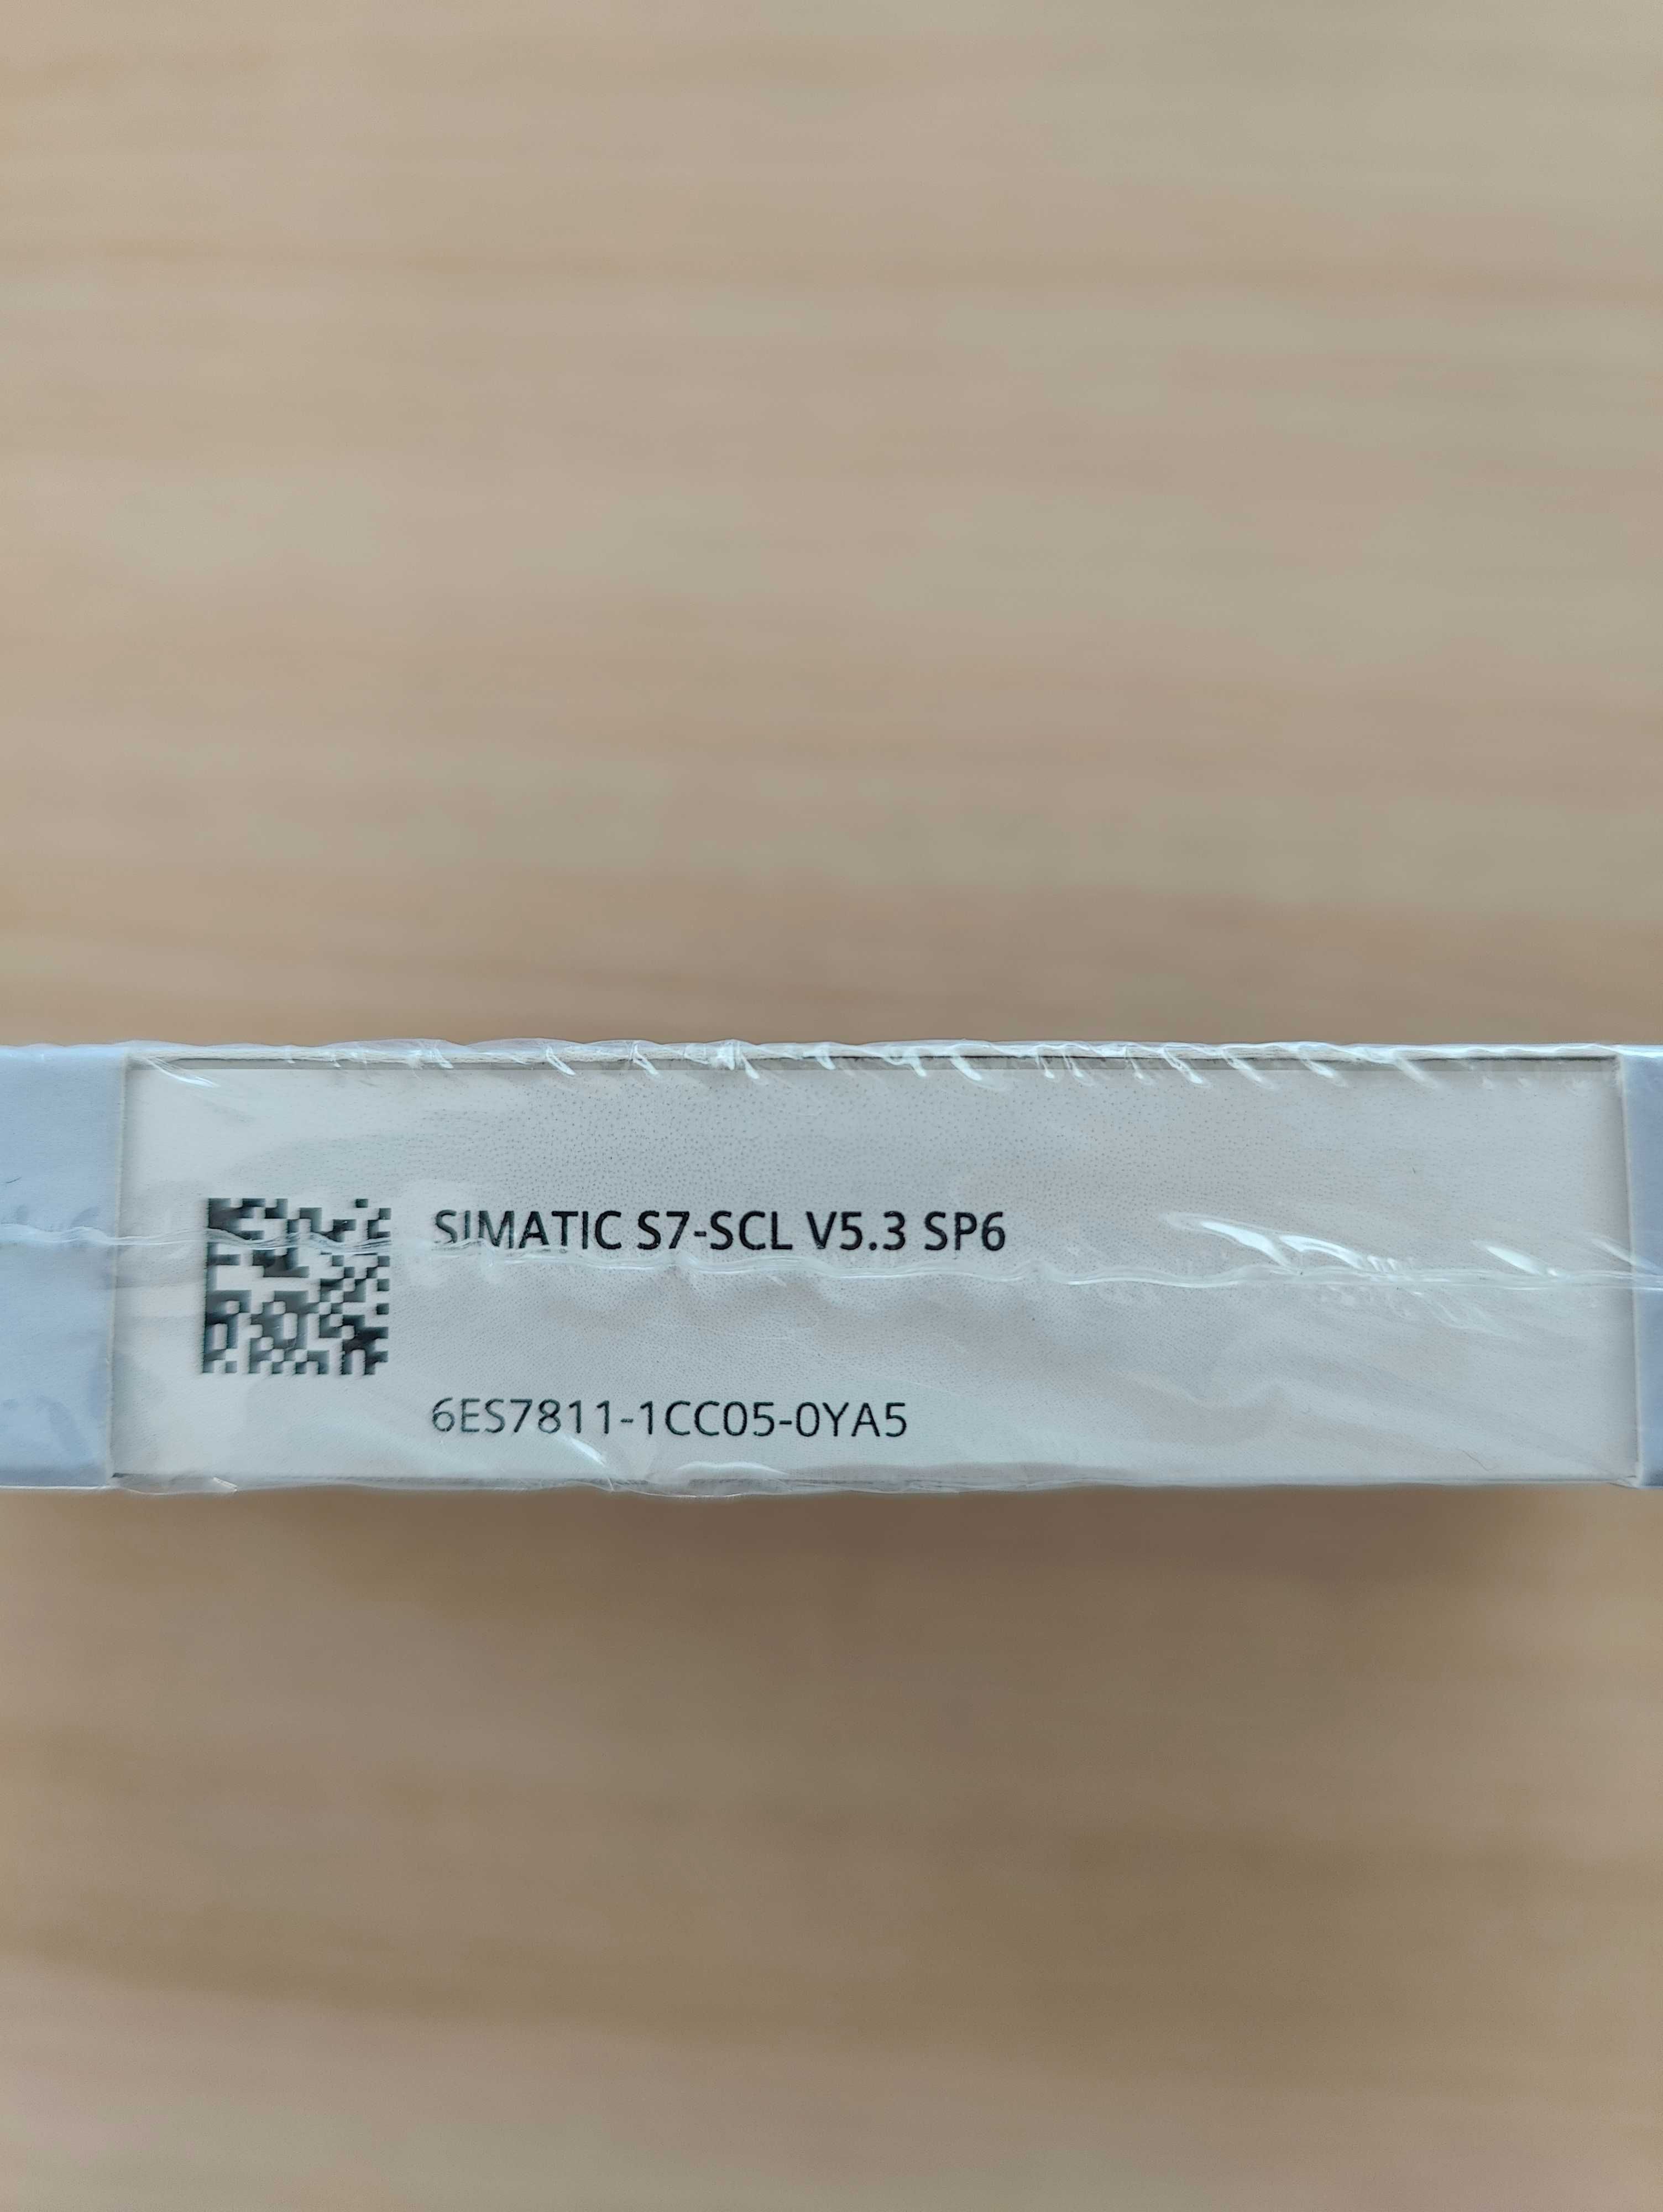 SIMATIC S7-SCL V5.3 SP6
6ES7811-1CC05-0YA5